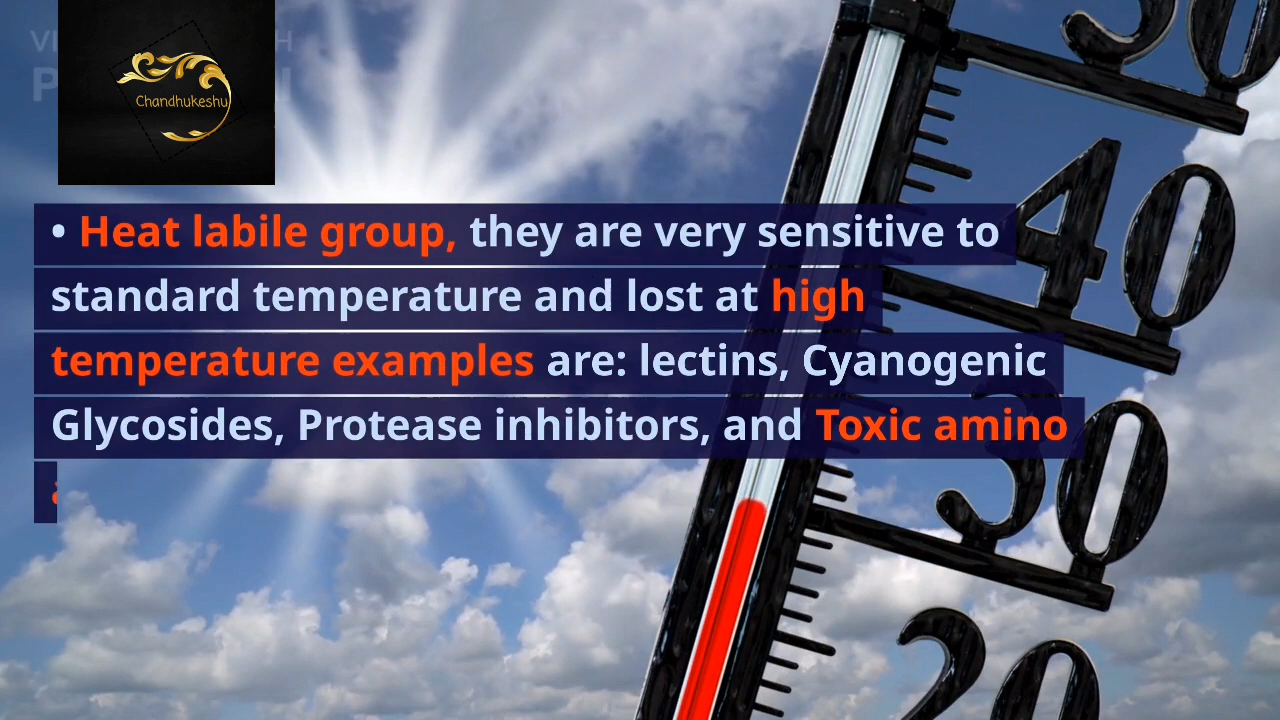 Chandhukeshu
• Heat labile group, they are very sensitive to
standard temperature and lost at high
temperature examples are: lectins, Cyanogenic
Glycosides, Protease inhibitors, and Toxic amino
50
40
30
20